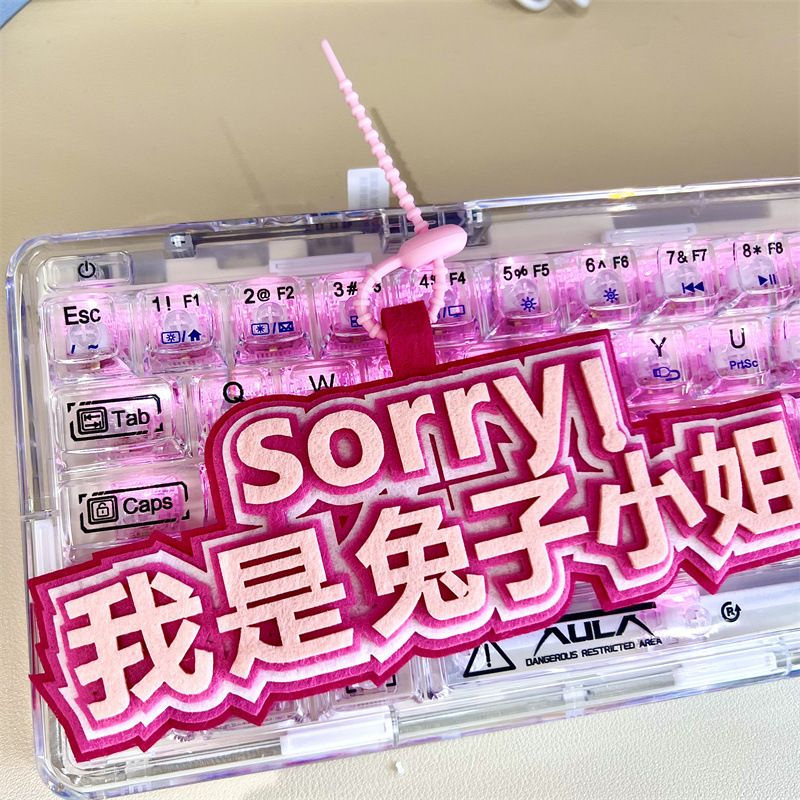 Esc
1! F1
2@ F2
3#
F4
5% F5
6^ F6
7& F7
8* F8
Tab
Q
W
Y
U
PrtSc
Caps
sorry!
我是兔子小姐
AULA
DANGEROUS RESTRICTED AREA
R